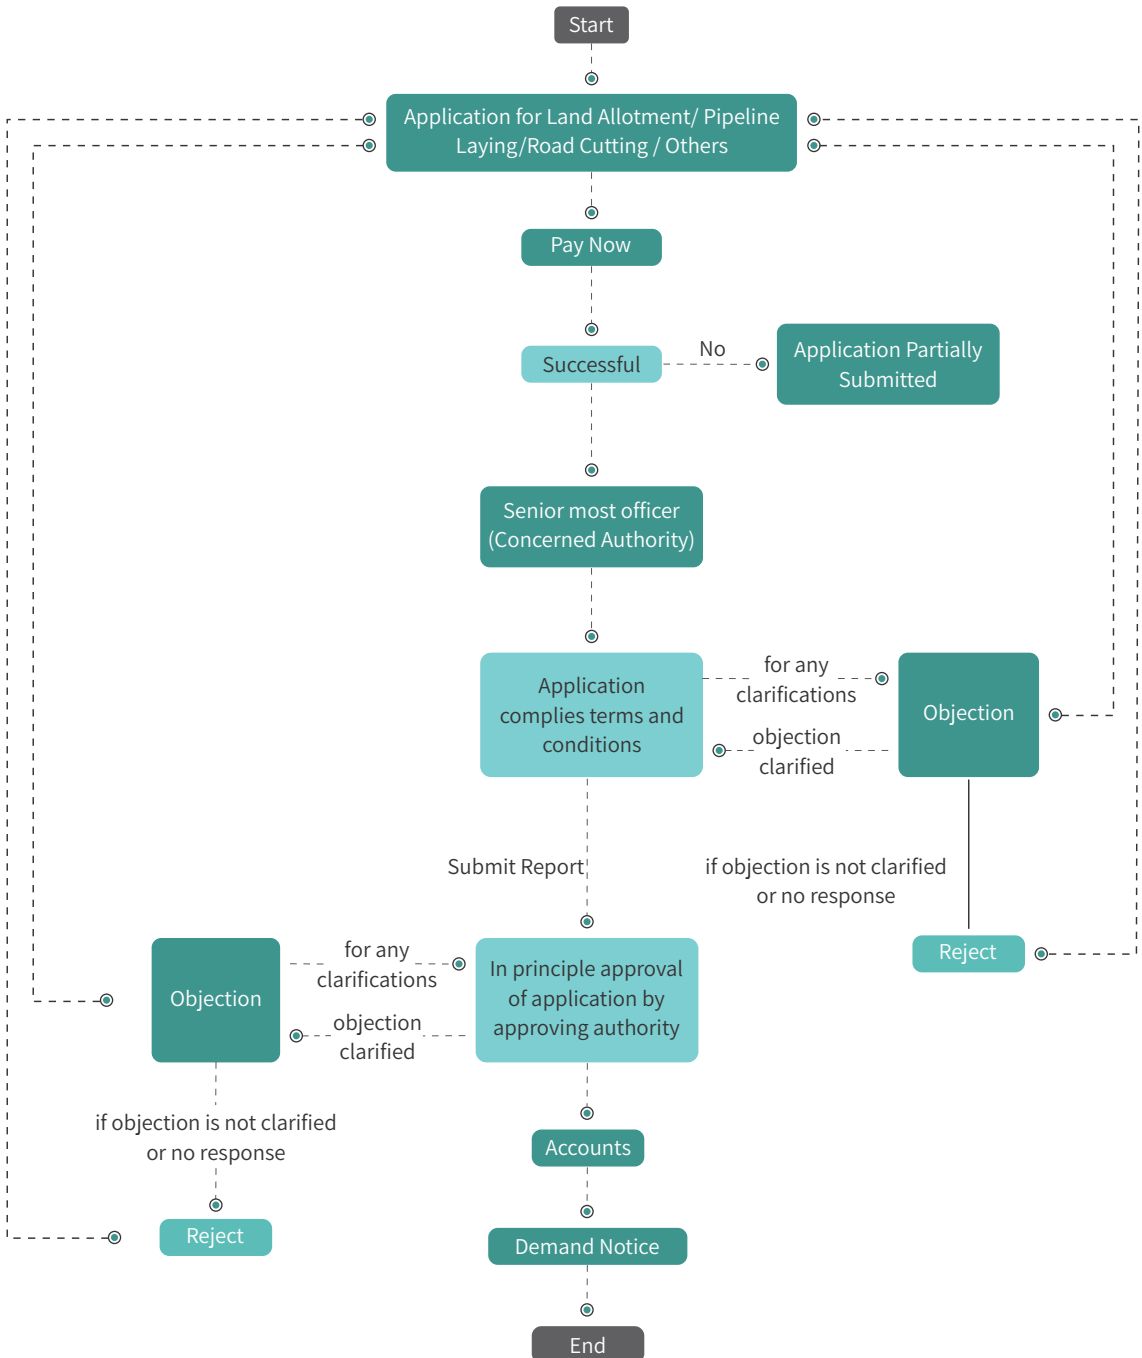 Start
Application for Land Allotment/ Pipeline
Laying/Road Cutting / Others
Pay Now
Successful
No
Application Partially
Submitted
Senior most officer
(Concerned Authority)
Application
complies terms and
conditions
for any
clarifications
objection
clarified
Objection
Submit Report
if objection is not clarified
or no response
Reject
Objection
for any
clarifications
objection
clarified
In principle approval
of application by
approving authority
if objection is not clarified
or no response
Reject
Accounts
Demand Notice
End